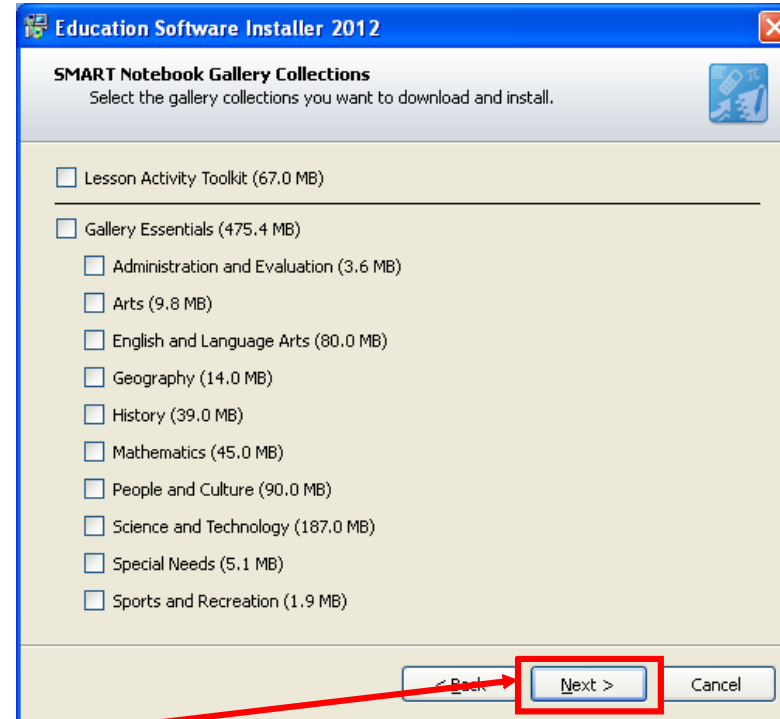 Education Software Installer 2012
SMART Notebook Gallery Collections
Select the gallery collections you want to download and install.
Lesson Activity Toolkit (67.0 MB)
Gallery Essentials (475.4 MB)
Administration and Evaluation (3.6 MB)
Arts (9.8 MB)
English and Language Arts (80.0 MB)
Geography (14.0 MB)
History (39.0 MB)
Mathematics (45.0 MB)
People and Culture (90.0 MB)
Science and Technology (187.0 MB)
Special Needs (5.1 MB)
Sports and Recreation (1.9 MB)
< Back Next > Cancel